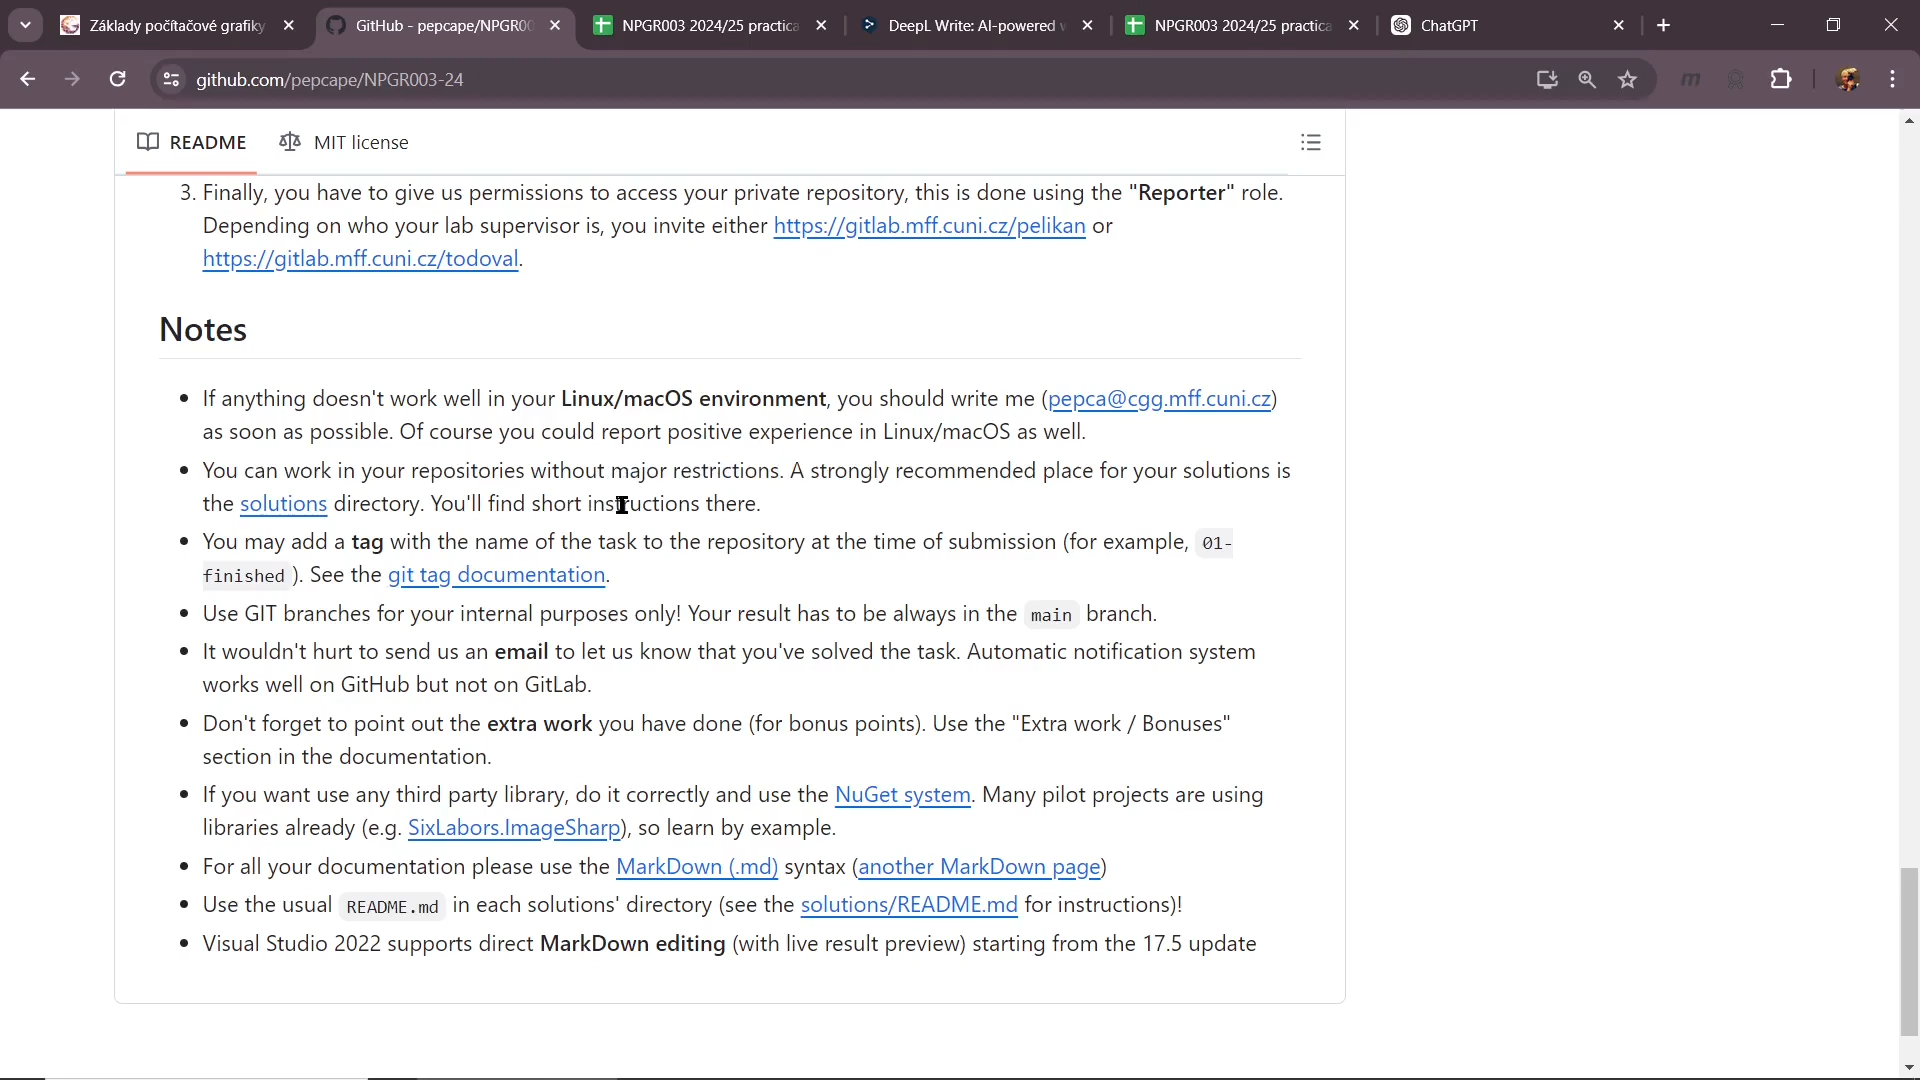 Základy počítačové grafiky
GitHub - pepcape/NPGR00
NPGR003 2024/25 practica
DeepL Write: AI-powered w
NPGR003 2024/25 practica
ChatGPT
github.com/pepcape/NPGR003-24
README
MIT license
3. Finally, you have to give us permissions to access your private repository, this is done using the "Reporter" role.
Depending on who your lab supervisor is, you invite either https://gitlab.mff.cuni.cz/pelikan or
https://gitlab.mff.cuni.cz/todoval.
Notes
If anything doesn't work well in your Linux/macOS environment, you should write me (pepca@cgg.mff.cuni.cz)
as soon as possible. Of course you could report positive experience in Linux/macOS as well.
You can work in your repositories without major restrictions. A strongly recommended place for your solutions is
the solutions directory. You'll find short instructions there.
You may add a tag with the name of the task to the repository at the time of submission (for example, 01-
finished ). See the git tag documentation.
Use GIT branches for your internal purposes only! Your result has to be always in the main branch.
It wouldn't hurt to send us an email to let us know that you've solved the task. Automatic notification system
works well on GitHub but not on GitLab.
Don't forget to point out the extra work you have done (for bonus points). Use the "Extra work / Bonuses"
section in the documentation.
If you want use any third party library, do it correctly and use the NuGet system. Many pilot projects are using
libraries already (e.g. SixLabors.ImageSharp), so learn by example.
For all your documentation please use the MarkDown (.md) syntax (another MarkDown page)
Use the usual README.md in each solutions' directory (see the solutions/README.md for instructions)!
Visual Studio 2022 supports direct MarkDown editing (with live result preview) starting from the 17.5 update